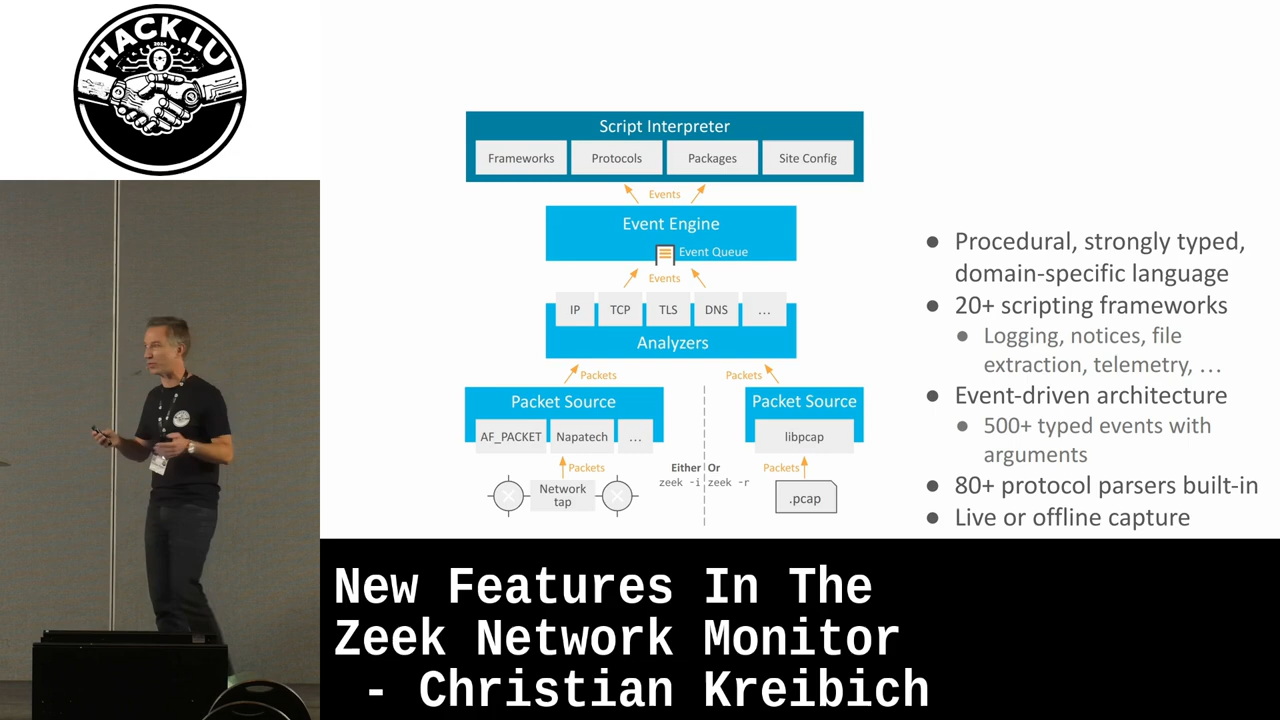 HACK.LU
2024
Script Interpreter
Frameworks
Protocols
Packages
Site Config
Events
Event Engine
Event Queue
Events
IP
TCP
TLS
DNS
...
Analyzers
Packets
Packets
Packet Source
AF_PACKET
Napatech
...
Packet Source
libpcap
Packets
Either Or
Packets
zeek -i
zeek -r
Network
tap
.pcap
● Procedural, strongly typed,
domain-specific language
● 20+ scripting frameworks
● Logging, notices, file
extraction, telemetry, ...
● Event-driven architecture
● 500+ typed events with
arguments
● 80+ protocol parsers built-in
● Live or offline capture
New Features In The
Zeek Network Monitor
- Christian Kreibich